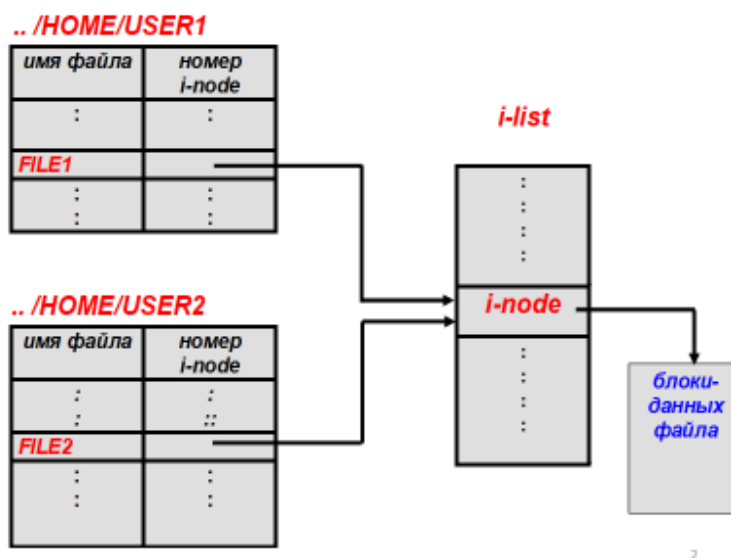 .. /HOME/USER1
имя файла номер
i-node
: :
FILE1
: :
: :
.. /HOME/USER2
имя файла номер
i-node
: :
: ::
FILE2
: :
: :
i-list
:
:
:
:
i-node
:
:
:
:
блоки-
данных
файла
2